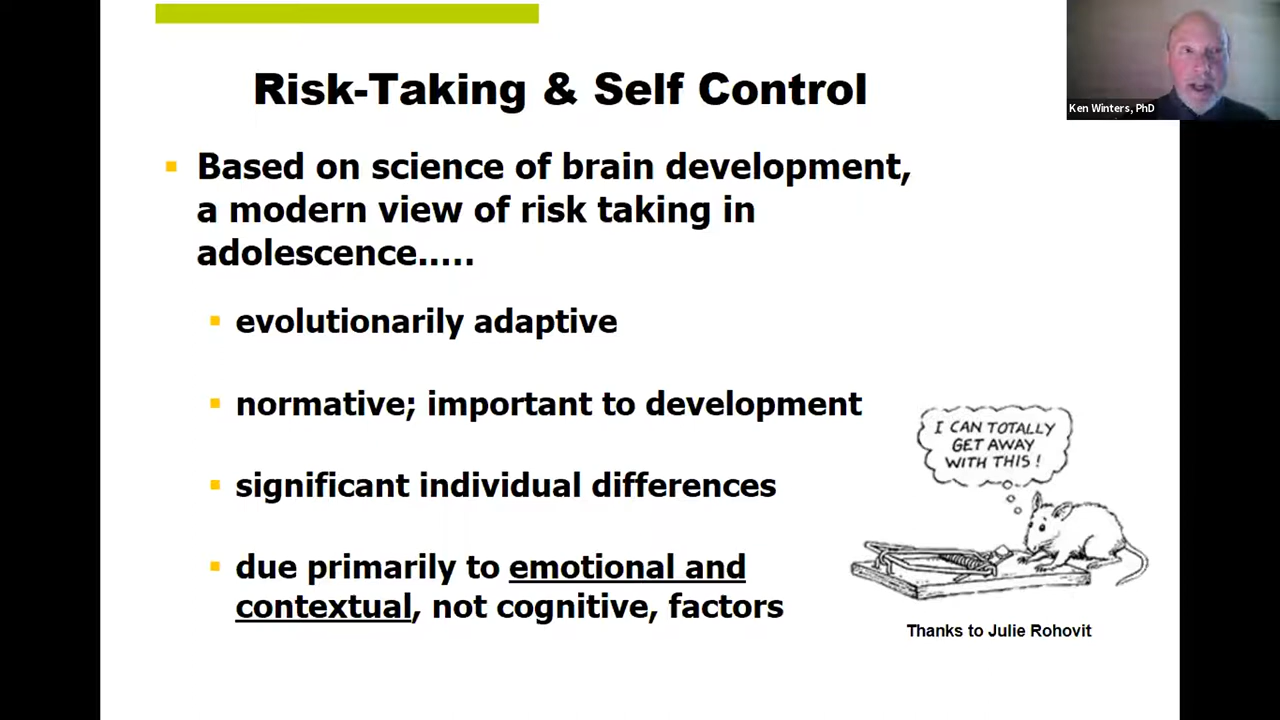 Risk-Taking & Self Control
Ken Winters, PhD
Based on science of brain development,
a modern view of risk taking in
adolescence.....
evolutionarily adaptive
normative; important to development
significant individual differences
due primarily to emotional and
contextual, not cognitive, factors
I CAN TOTALLY
GET AWAY
WITH THIS!
Thanks to Julie Rohovit